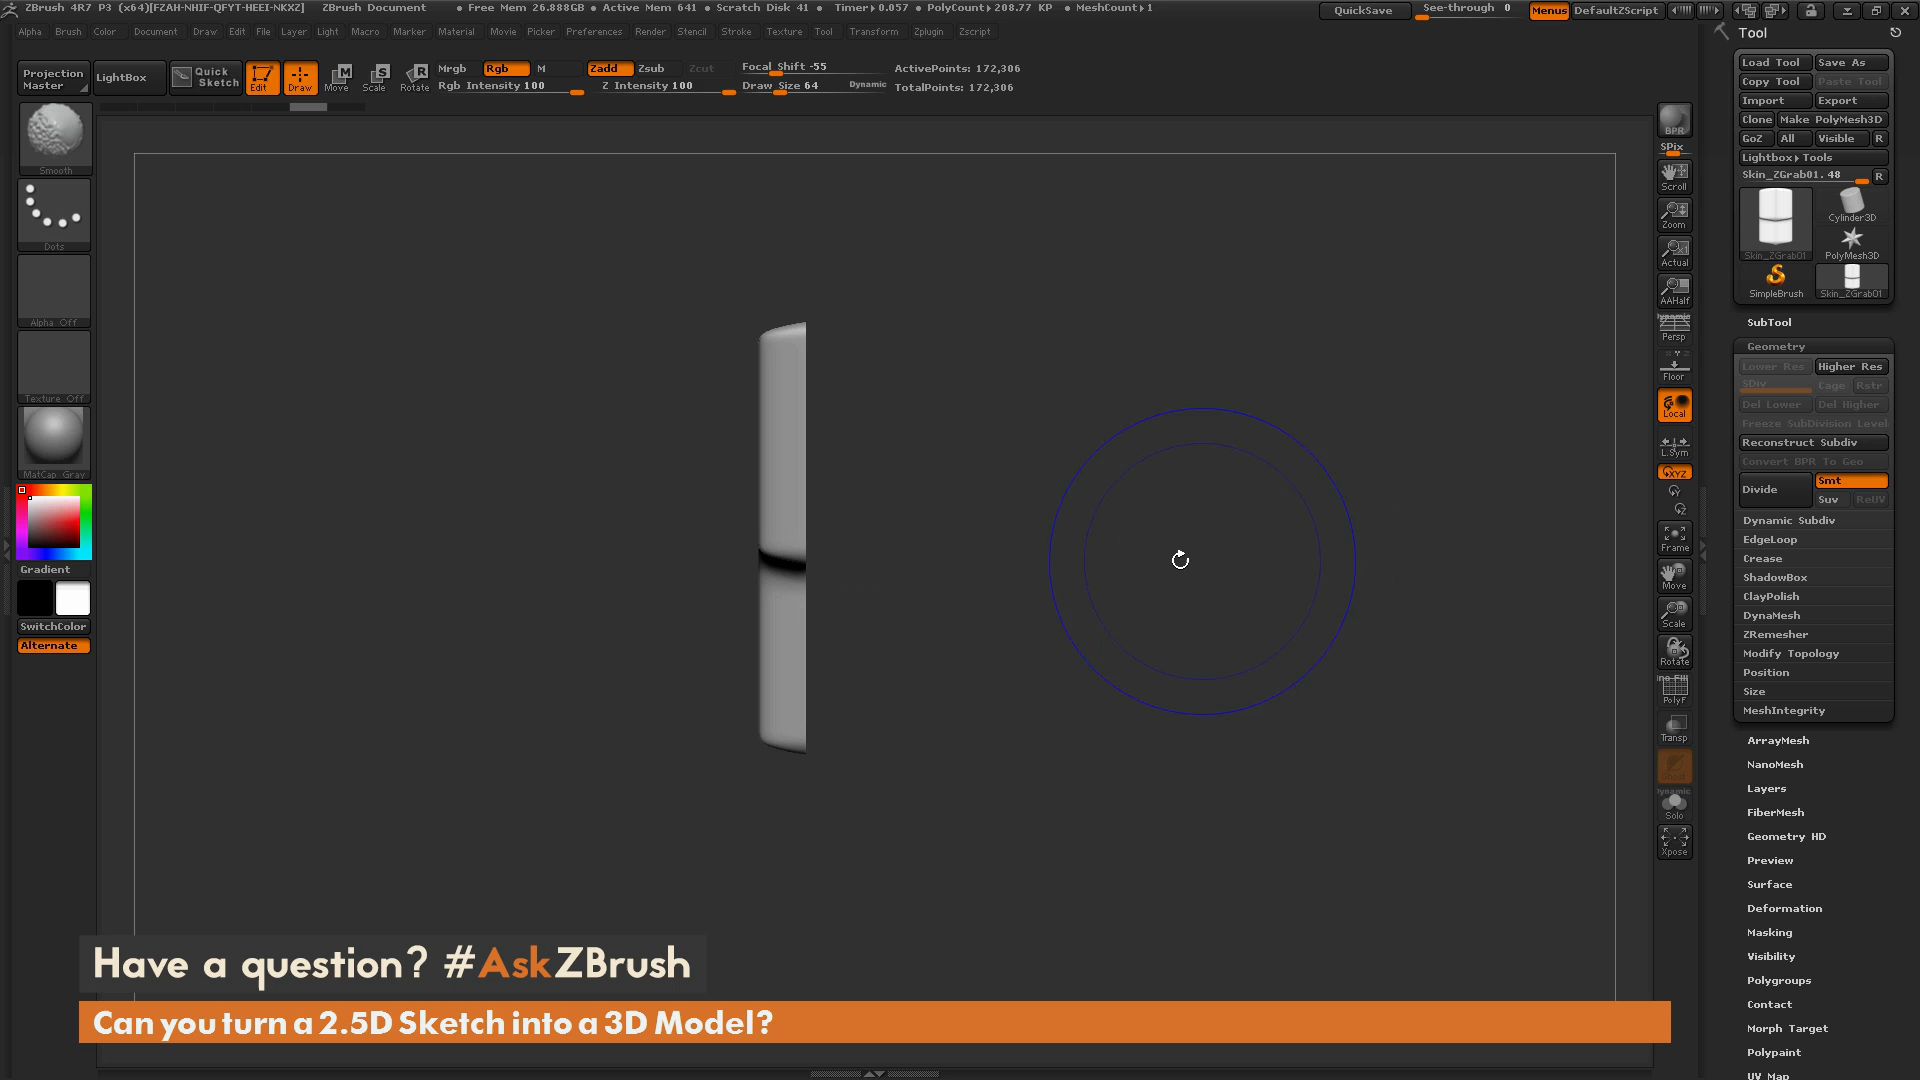 ZBrush 4R7 P3 (x64)[FZAH-NHIF-QFYT-HEEI-NKXZ] ZBrush Document • Free Mem 26.888GB • Active Mem 641 • Scratch Disk 41 • Timer▸0.057 • PolyCount▸208.77 KP • MeshCount▸1 QuickSave See-through 0 Menus DefaultZScript
Alpha Brush Color Document Draw Edit File Layer Light Macro Marker Material Movie Picker Preferences Render Stencil Stroke Texture Tool Transform Zplugin Zscript
Tool
Projection Master
LightBox
Quick Sketch
Edit
Draw
Move
Scale
Rotate
Mrgb Rgb M
Rgb Intensity 100
Zadd Zsub Zcut
Z Intensity 100
Focal Shift -55
Draw Size 64 Dynamic
ActivePoints: 172,306
TotalPoints: 172,306
Smooth
Dots
Alpha Off
Texture Off
MatCap Gray
Gradient
SwitchColor
Alternate
BPR
SPix
Scroll
Zoom
Actual
AAHalf
Dynamic
Persp
Floor
Local
L.Sym
XYZ
Frame
Move
Scale
Rotate
PolyF
Transp
Solo
Xpose
Load Tool Save As
Copy Tool Paste Tool
Import Export
Clone Make PolyMesh3D
GoZ All Visible R
Lightbox▸Tools
Skin_ZGrab01. 48 R
Skin_ZGrab01
Cylinder3D
PolyMesh3D
SimpleBrush
Skin_ZGrab01
SubTool
Geometry
Lower Res Higher Res
SDiv Cage Rstr
Del Lower Del Higher
Freeze SubDivision Level
Reconstruct Subdiv
Convert BPR To Geo
Divide Smt
Suv ReUV
Dynamic Subdiv
EdgeLoop
Crease
ShadowBox
ClayPolish
DynaMesh
ZRemesher
Modify Topology
Position
Size
MeshIntegrity
ArrayMesh
NanoMesh
Layers
FiberMesh
Geometry HD
Preview
Surface
Deformation
Masking
Visibility
Polygroups
Contact
Morph Target
Polypaint
UV Map
Have a question? #AskZBrush
Can you turn a 2.5D Sketch into a 3D Model?